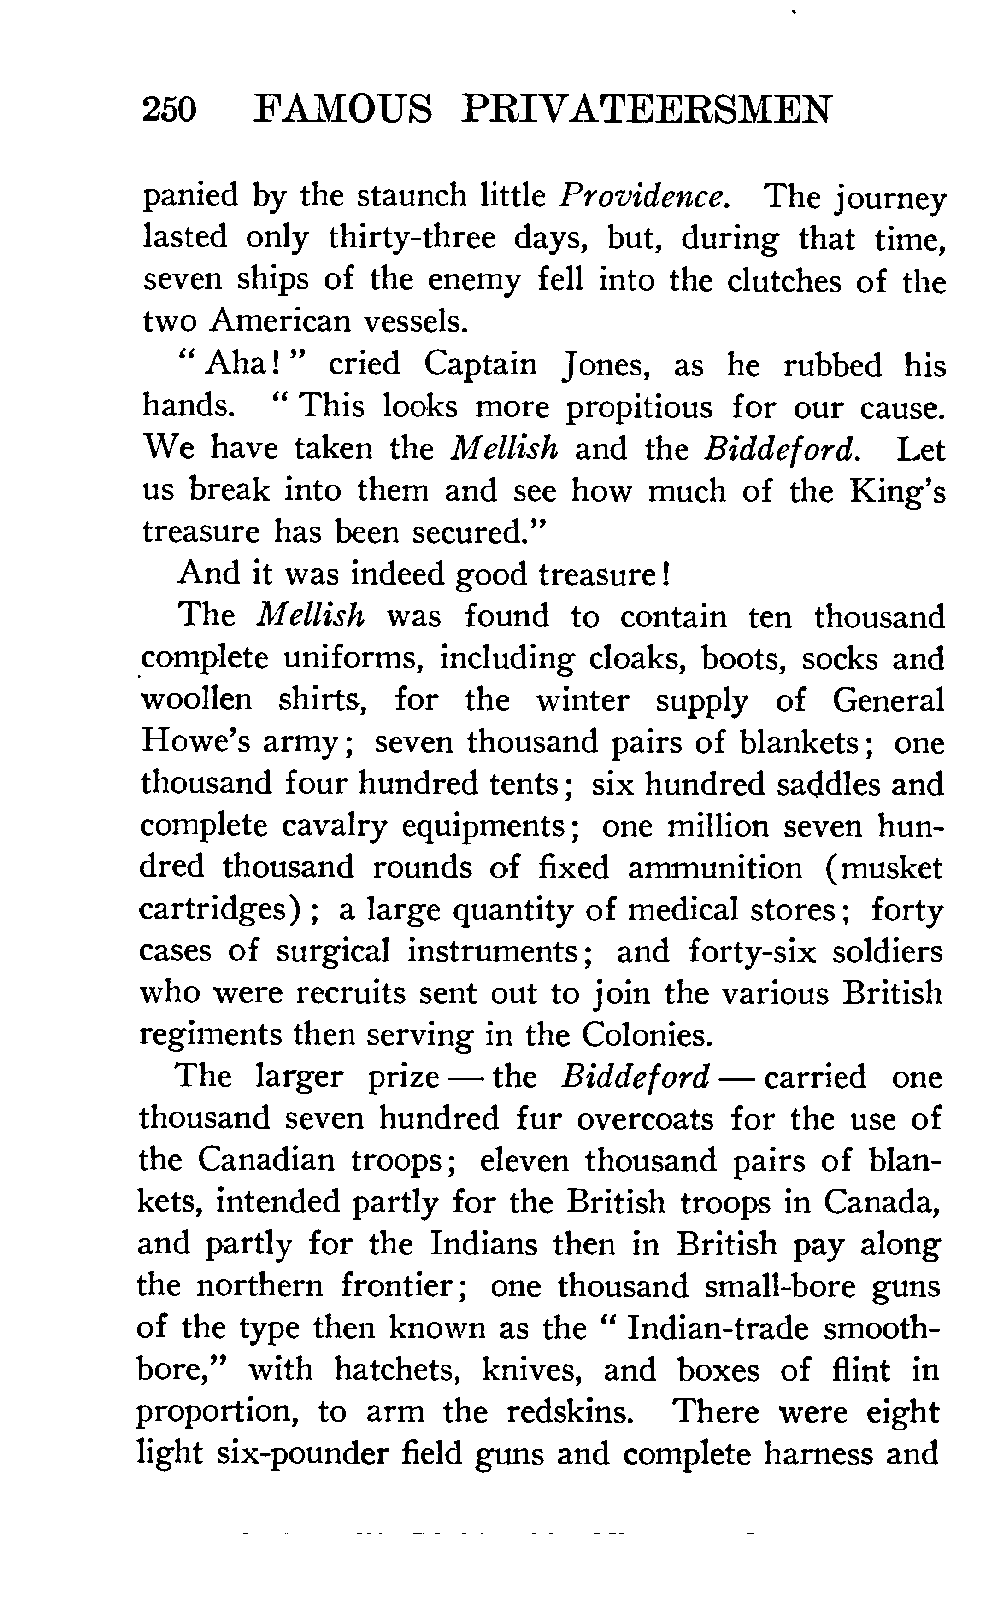 250 FAMOUS PRIVATEERSMEN
panied by the staunch little Providence. The journey
lasted only thirty-three days, but, during that time,
seven ships of the enemy fell into the clutches of the
two American vessels.
" Aha! " cried Captain Jones, as he rubbed his
hands. " This looks more propitious for our cause.
We have taken the Mellish and the Biddeford. Let
us break into them and see how much of the King's
treasure has been secured."
And it was indeed good treasure!
The Mellish was found to contain ten thousand
complete uniforms, including cloaks, boots, socks and
woollen shirts, for the winter supply of General
Howe's army; seven thousand pairs of blankets; one
thousand four hundred tents; six hundred saddles and
complete cavalry equipments; one million seven hun-
dred thousand rounds of fixed ammunition (musket
cartridges) ; a large quantity of medical stores; forty
cases of surgical instruments; and forty-six soldiers
who were recruits sent out to join the various British
regiments then serving in the Colonies.
The larger prize — the Biddeford — carried one
thousand seven hundred fur overcoats for the use of
the Canadian troops; eleven thousand pairs of blan-
kets, intended partly for the British troops in Canada,
and partly for the Indians then in British pay along
the northern frontier; one thousand small-bore guns
of the type then known as the " Indian-trade smooth-
bore," with hatchets, knives, and boxes of flint in
proportion, to arm the redskins. There were eight
light six-pounder field guns and complete harness and